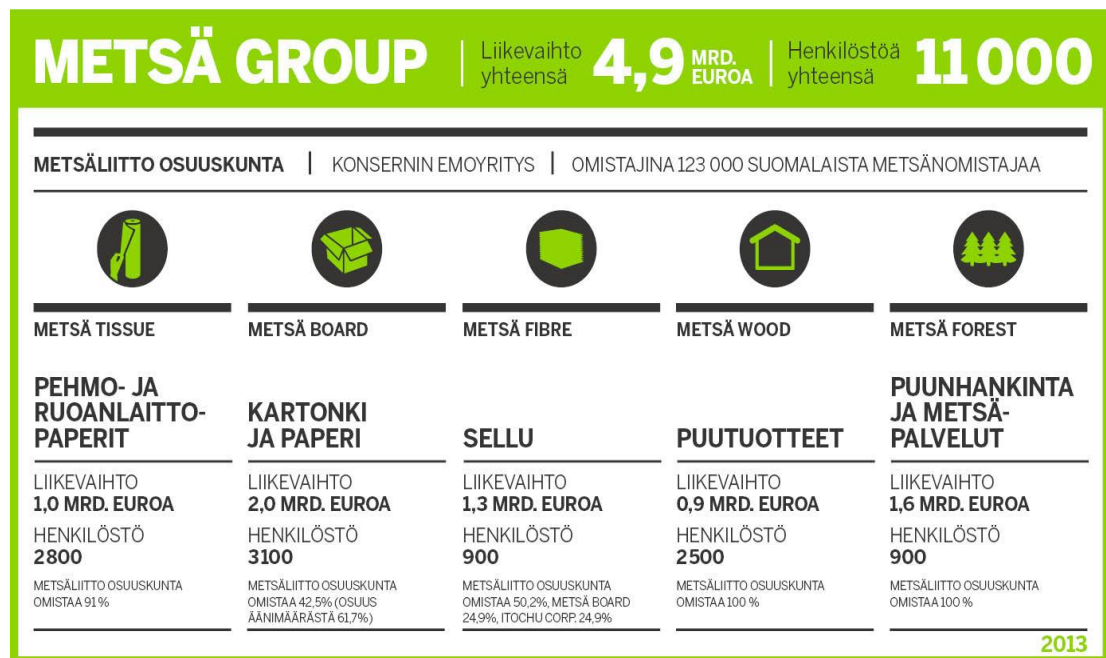 METSÄ GROUP
Liikevaihto
yhteensä
4,9 MRD.
EUROA
Henkilöstöä
yhteensä
11 000
METSÄLIITTO OSUUSKUNTA | KONSERNIN EMOYRITYS | OMISTAJINA 123 000 SUOMALAISTA METSÄNOMISTAJAA
METSÄ TISSUE
PEHMO- JA
RUOANLAITTO-
PAPERIT
LIIKEVAIHTO
1,0 MRD. EUROA
HENKILÖSTÖ
2800
METSÄLIITTO OSUUSKUNTA
OMISTAA 91 %
METSÄ BOARD
KARTONKI
JA PAPERI
LIIKEVAIHTO
2,0 MRD. EUROA
HENKILÖSTÖ
3100
METSÄLIITTO OSUUSKUNTA
OMISTAA 42,5% (OSUUS
ÄÄNIMÄÄRÄSTÄ 61,7%)
METSÄ FIBRE
SELLU
LIIKEVAIHTO
1,3 MRD. EUROA
HENKILÖSTÖ
900
METSÄLIITTO OSUUSKUNTA
OMISTAA 50,2%, METSÄ BOARD
24,9%, ITOCHU CORP. 24,9%
METSÄ WOOD
PUUTUOTTEET
LIIKEVAIHTO
0,9 MRD. EUROA
HENKILÖSTÖ
2500
METSÄLIITTO OSUUSKUNTA
OMISTAA 100 %
METSÄ FOREST
PUUNHANKINTA
JA METSÄ-
PALVELUT
LIIKEVAIHTO
1,6 MRD. EUROA
HENKILÖSTÖ
900
METSÄLIITTO OSUUSKUNTA
OMISTAA 100 %
2013